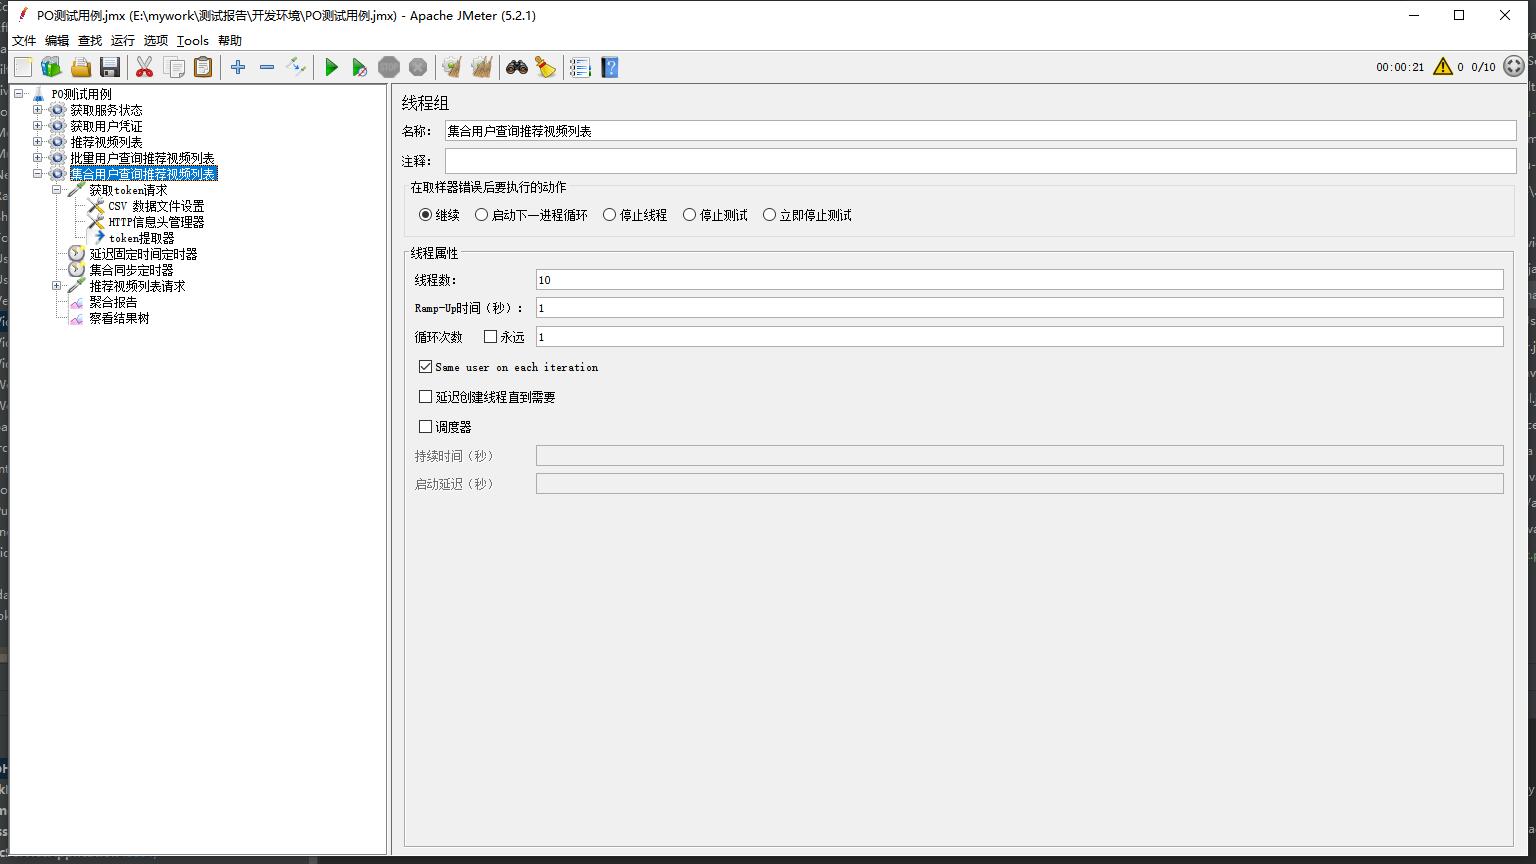 PO测试用例.jmx (E:\mywork\测试报告\开发环境\PO测试用例.jmx) - Apache JMeter (5.2.1)
文件 编辑 查找 运行 选项 Tools 帮助
00:00:21 0 0/10
PO测试用例
获取服务状态
获取用户凭证
推荐视频列表
批量用户查询推荐视频列表
集合用户查询推荐视频列表
获取token请求
CSV 数据文件设置
HTTP信息头管理器
token提取器
延迟固定时间定时器
集合同步定时器
推荐视频列表请求
聚合报告
察看结果树
线程组
名称： 集合用户查询推荐视频列表
注释：
在取样器错误后要执行的动作
继续 启动下一进程循环 停止线程 停止测试 立即停止测试
线程属性
线程数： 10
Ramp-Up时间（秒）： 1
循环次数 永远 1
Same user on each iteration
延迟创建线程直到需要
调度器
持续时间（秒）
启动延迟（秒）